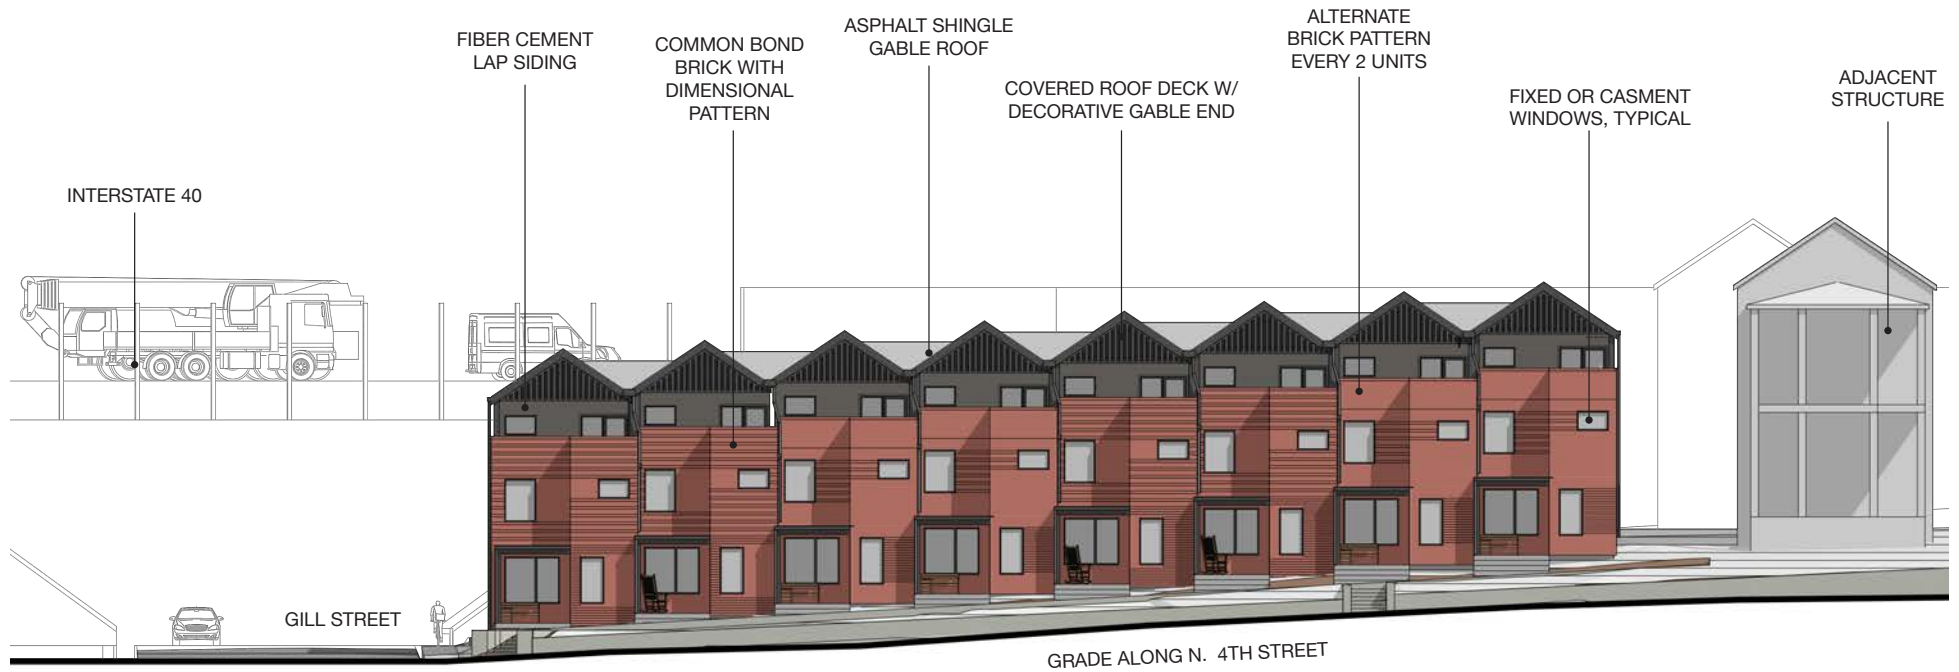 FIBER CEMENT
LAP SIDING
COMMON BOND
BRICK WITH
DIMENSIONAL
PATTERN
ASPHALT SHINGLE
GABLE ROOF
COVERED ROOF DECK W/
DECORATIVE GABLE END
ALTERNATE
BRICK PATTERN
EVERY 2 UNITS
FIXED OR CASMENT
WINDOWS, TYPICAL
ADJACENT
STRUCTURE
INTERSTATE 40
GILL STREET
GRADE ALONG N. 4TH STREET